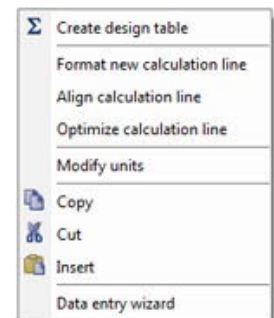 Create design table
Format new calculation line
Align calculation line
Optimize calculation line
Modify units
Copy
Cut
Insert
Data entry wizard